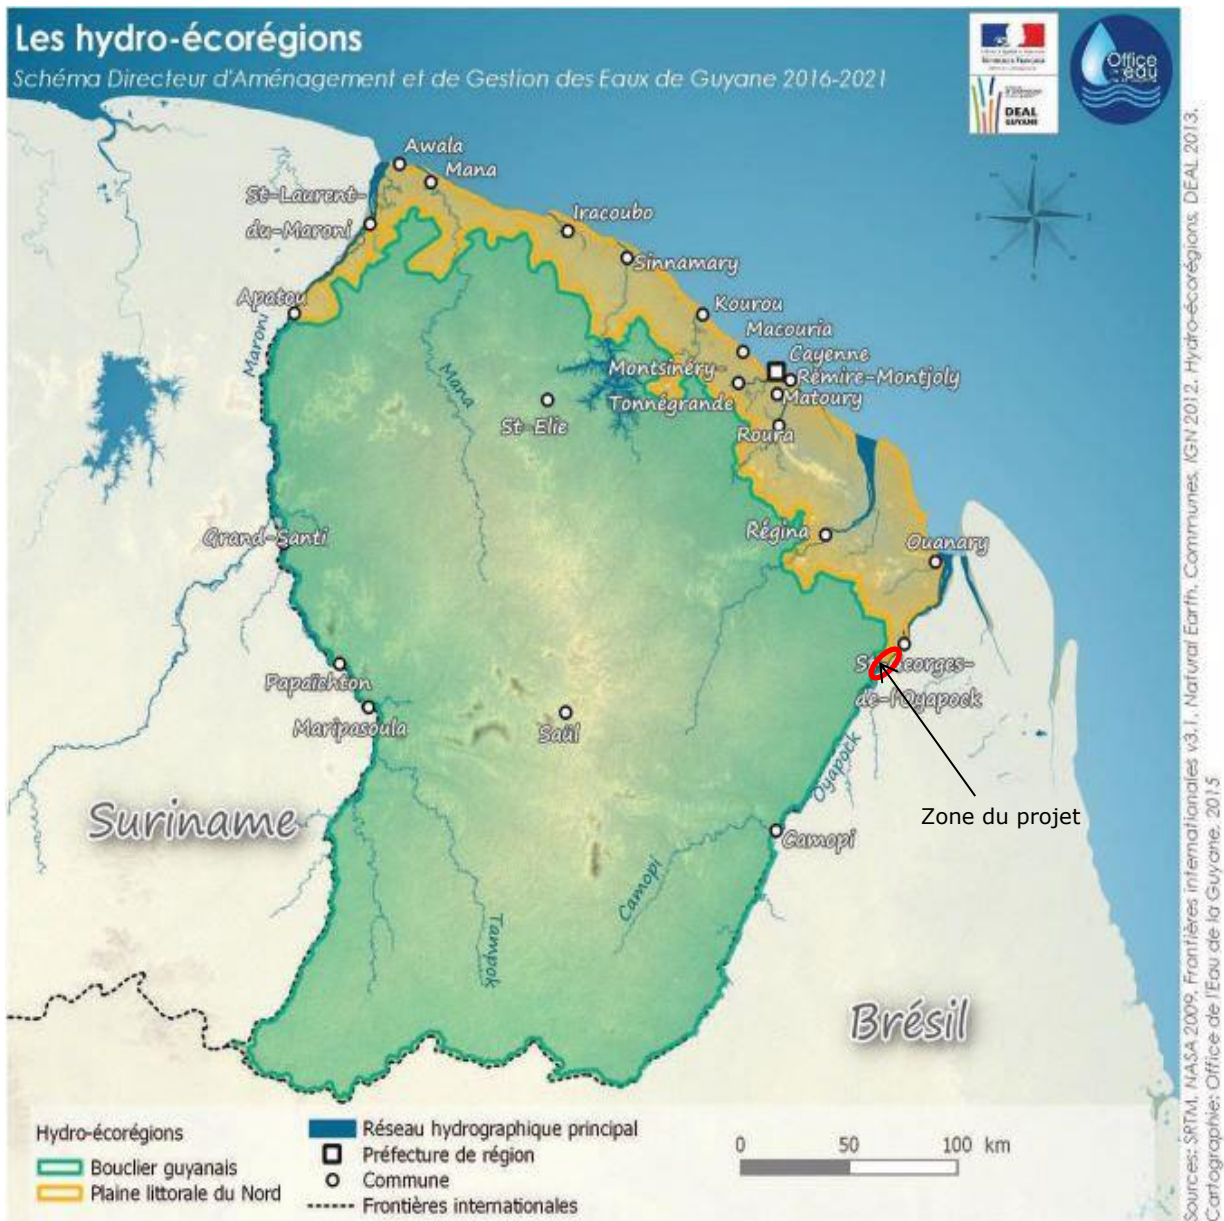 Les hydro-écorégions
Schéma Directeur d'Aménagement et de Gestion des Eaux de Guyane 2016-2021
RÉPUBLIQUE FRANÇAISE
DEAL
GUYANE
Office
eau
Awala
Mana
St-Laurent-
du-Maroni
Iracoubo
Sinnamary
Apatou
Kourou
Macouria
Maroni
Cayenne
Montsinéry-
Rémire-Montjoly
Mana
Tonnégrande
Matoury
St-Elie
Roura
Grand-Santi
Régina
Ouanary
St-Georges-
de-l'Oyapock
Papaïchton
Maripasoula
Saül
Oyapock
Suriname
Zone du projet
Camopi
Camopi
Tampok
Brésil
Hydro-écorégions
Bouclier guyanais
Plaine littorale du Nord
Réseau hydrographique principal
Préfecture de région
Commune
Frontières internationales
0 50 100 km
Sources: SRTM, NASA 2009, Frontières internationales v3.1, Natural Earth, Communes, IGN 2012, Hydro-écorégions, DEAL 2013.
Cartographie: Office de l'Eau de la Guyane, 2015